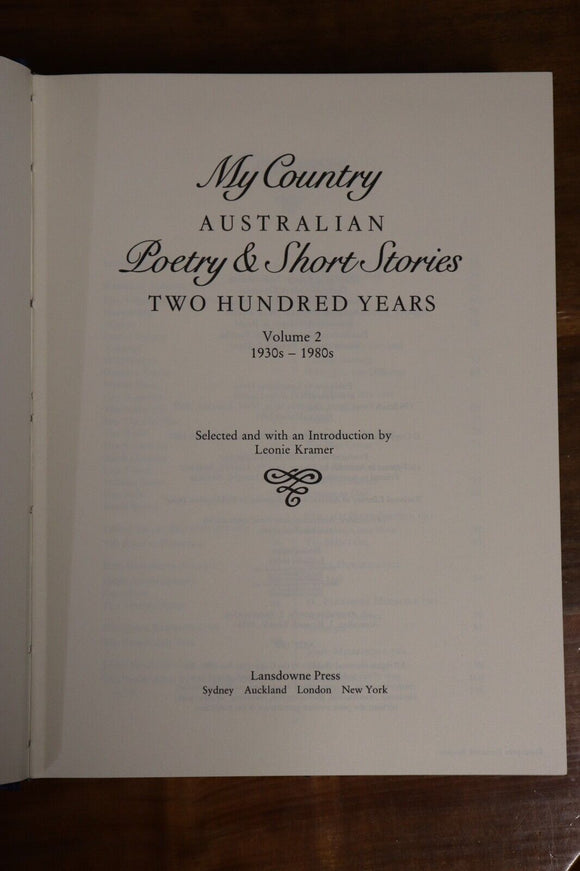 My Country
AUSTRALIAN
Poetry & Short Stories
TWO HUNDRED YEARS
Volume 2
1930s – 1980s
Selected and with an Introduction by
Leonie Kramer
Lansdowne Press
Sydney Auckland London New York